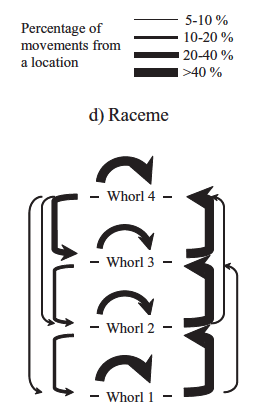 Percentage of
movements from
a location
5-10 %
10-20 %
20-40 %
>40 %
d) Raceme
– Whorl 4 –
– Whorl 3 –
– Whorl 2 –
– Whorl 1 –